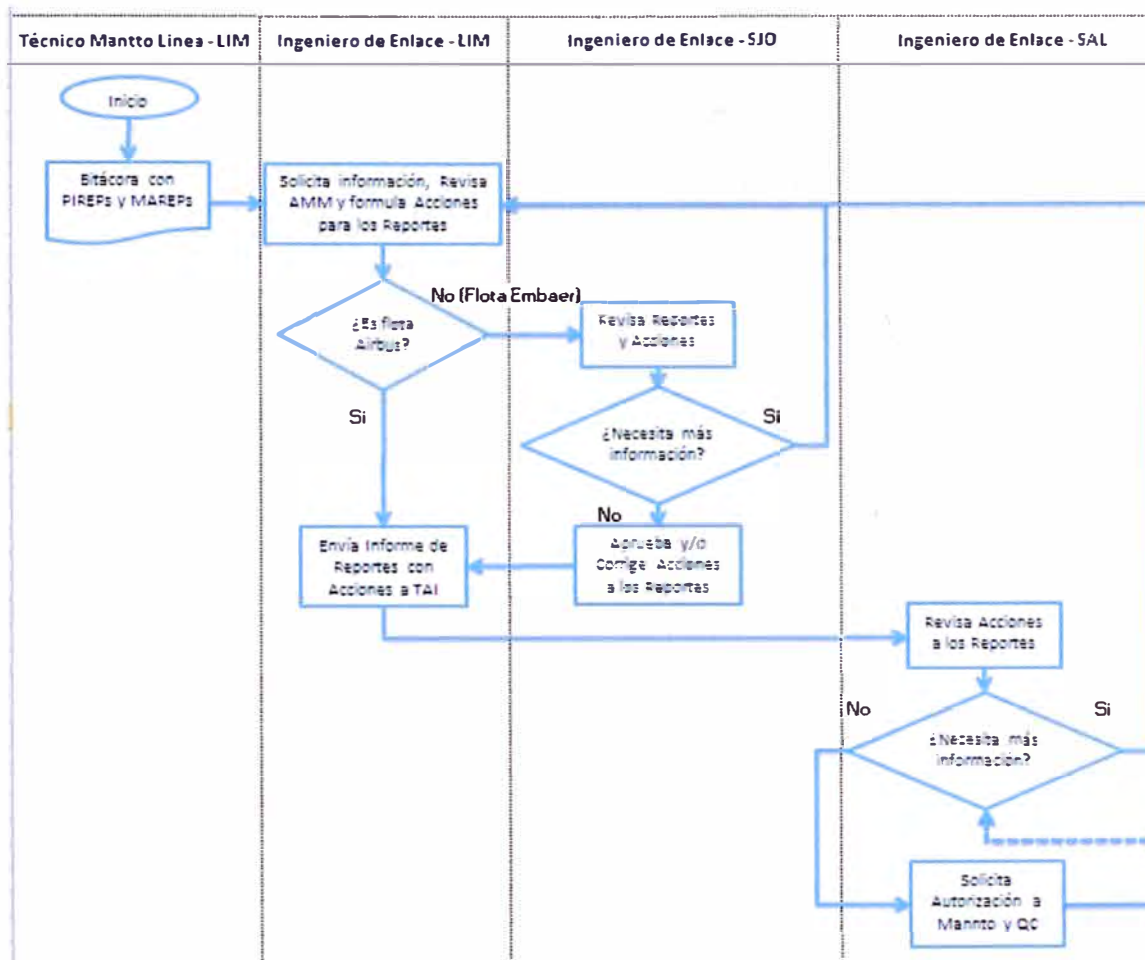 Técnico Mantto Linea - LIM
Ingeniero de Enlace - LIM
Ingeniero de Enlace - SJO
Ingeniero de Enlace - SAL
Inicio
Bitácora con
PIREPs y MAREPs
Solicita información, Revisa
AMM y formula Acciones
para los Reportes
¿Es flota
Airbus?
No (Flota Embaer)
Si
Revisa Reportes
y Acciones
¿Necesita más
información?
Si
No
Aprueba y/o
Corrige Acciones
a los Reportes
Envía Informe de
Reportes con
Acciones a TAI
Revisa Acciones
a los Reportes
No
Si
¿Necesita más
información?
Solicita
Autorización a
Mannto y QC